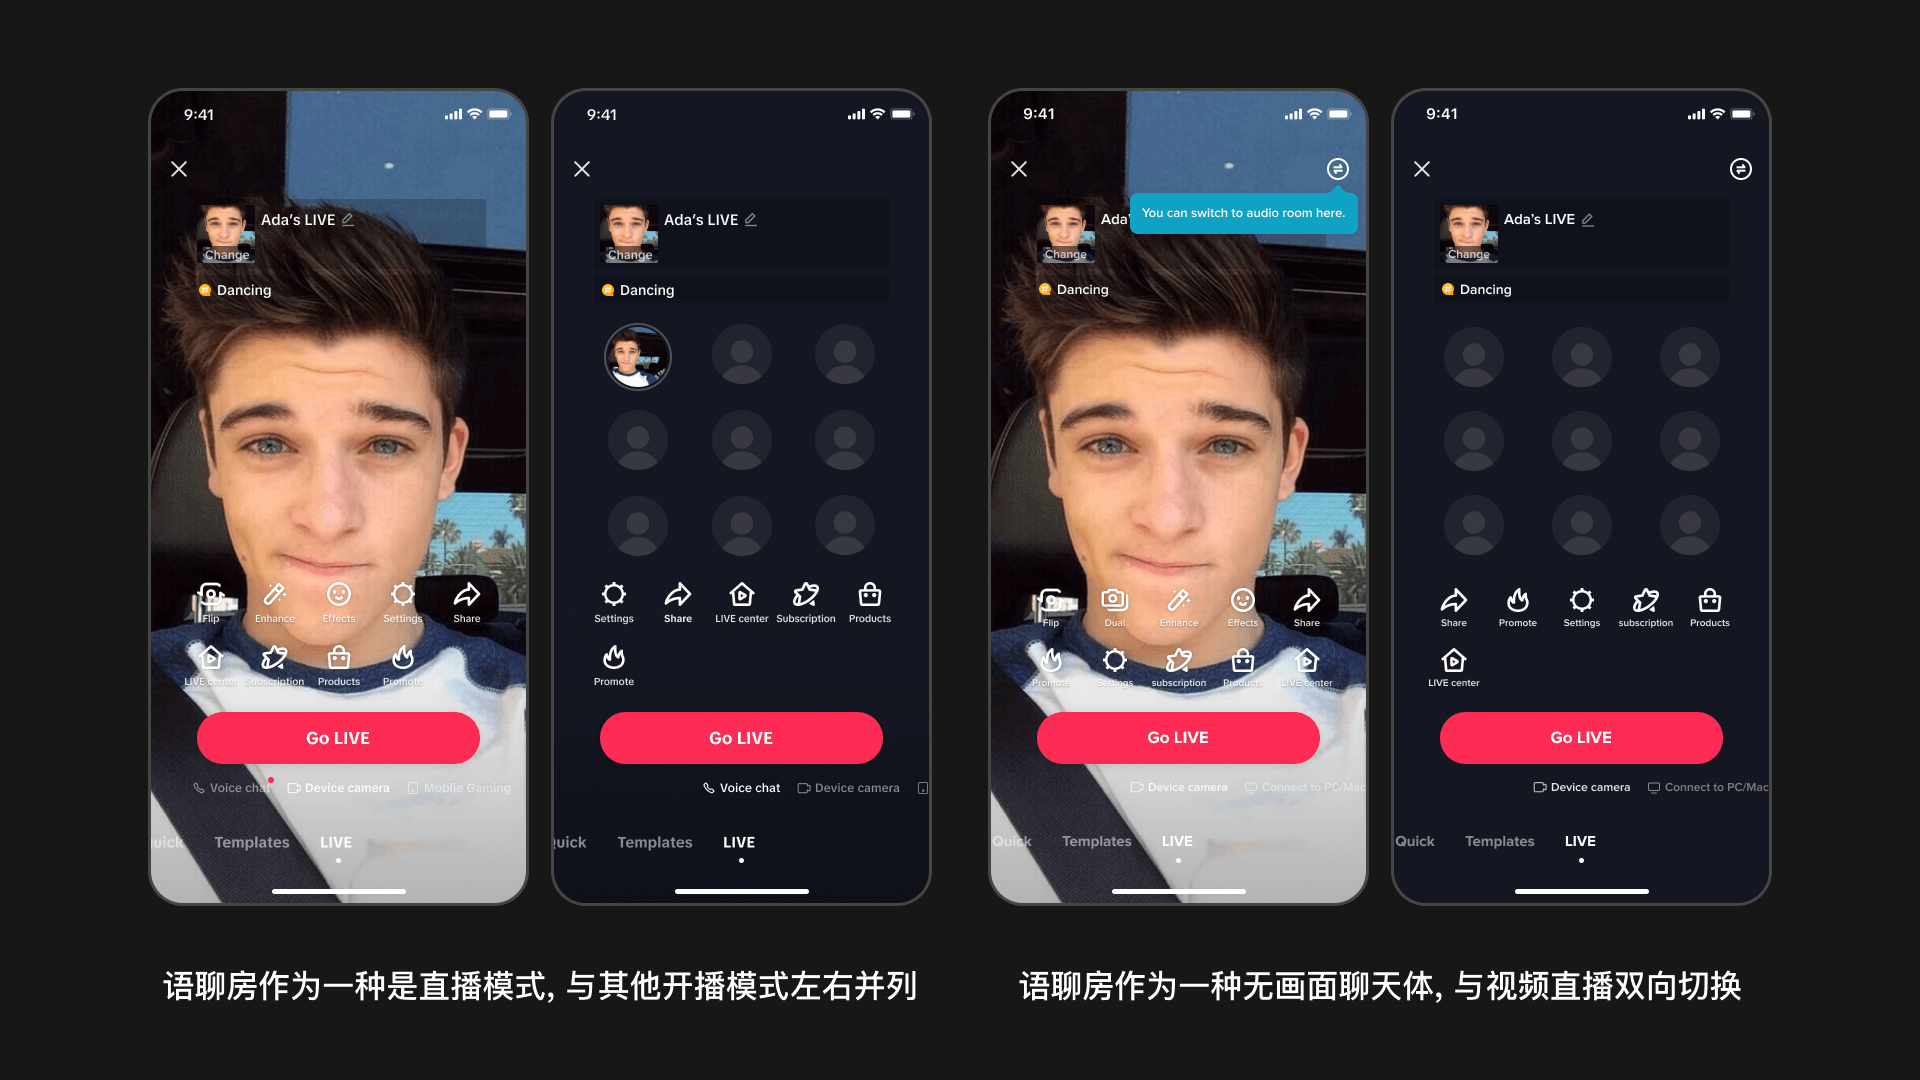 9:41
Ada's LIVE
Change
Dancing
Flip
Enhance
Effects
Settings
Share
LIVE center
Subscription
Products
Promote
Go LIVE
Voice chat
Device camera
Moblie Gaming
Quick
Templates
LIVE
9:41
Ada's LIVE
Change
Dancing
Settings
Share
LIVE center
Subscription
Products
Promote
Go LIVE
Voice chat
Device camera
Quick
Templates
LIVE
语聊房作为一种是直播模式, 与其他开播模式左右并列
9:41
You can switch to audio room here.
Ada'
Change
Dancing
Flip
Dual
Enhance
Effects
Share
Promote
Settings
subscription
Products
LIVE center
Go LIVE
Device camera
Connect to PC/Mac
Quick
Templates
LIVE
9:41
Ada's LIVE
Change
Dancing
Share
Promote
Settings
subscription
Products
LIVE center
Go LIVE
Device camera
Connect to PC/Mac
Quick
Templates
LIVE
语聊房作为一种无画面聊天体, 与视频直播双向切换